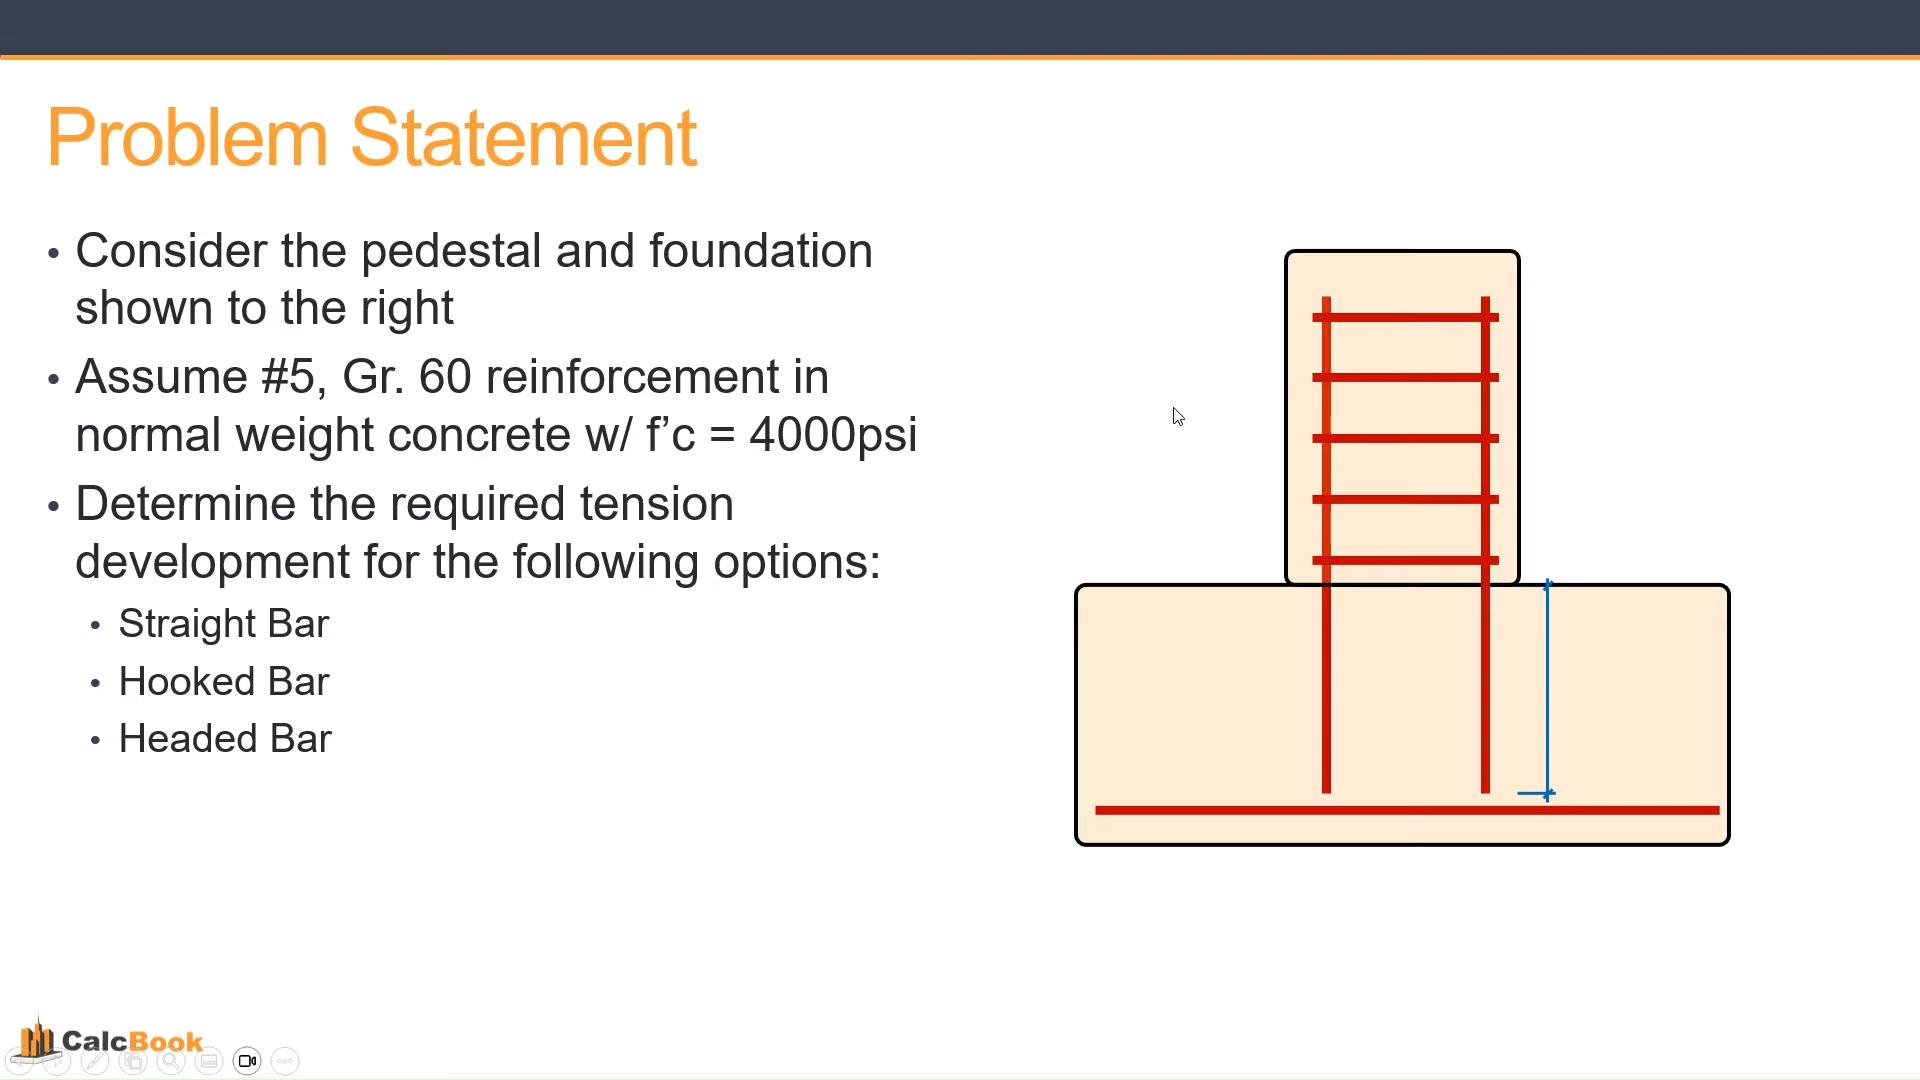 Problem Statement
• Consider the pedestal and foundation
shown to the right
• Assume #5, Gr. 60 reinforcement in
normal weight concrete w/ f’c = 4000psi
• Determine the required tension
development for the following options:
• Straight Bar
• Hooked Bar
• Headed Bar
CalcBook